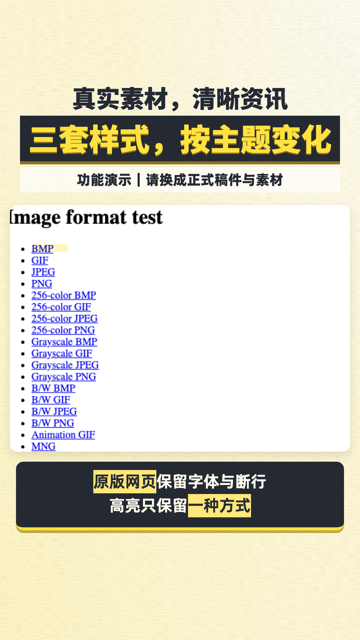 真实素材，清晰资讯
三套样式，按主题变化
功能演示｜请换成正式稿件与素材
Image format test
BMP
GIF
JPEG
PNG
256-color BMP
256-color GIF
256-color JPEG
256-color PNG
Grayscale BMP
Grayscale GIF
Grayscale JPEG
Grayscale PNG
B/W BMP
B/W GIF
B/W JPEG
B/W PNG
Animation GIF
MNG
原版网页保留字体与断行
高亮只保留一种方式